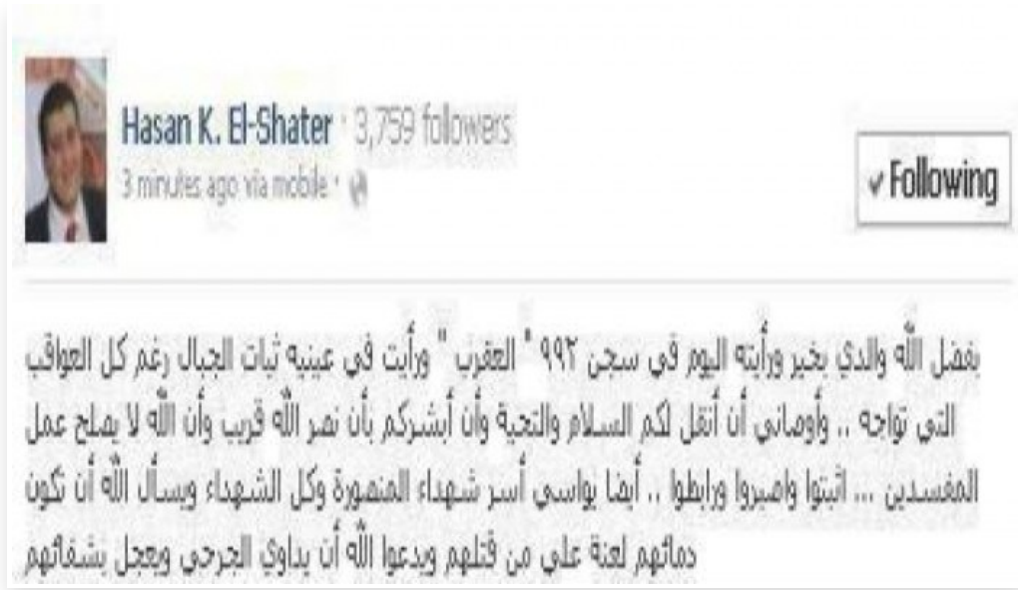 Hasan K. El-Shater · 3,759 followers
3 minutes ago via mobile ·
✔ Following
بفضل الله والدي بخير ورأيته اليوم في سجن ٩٩٢ " العقرب " ورأيت في عينيه ثبات الجبال رغم كل العواقب
التي تواجه .. وأوصاني أن أنقل لكم السلام والتحية وأن أبشركم بأن نصر الله قريب وأن الله لا يصلح عمل
المفسدين ... اثبتوا واصبروا ورابطوا .. أيضا يواسي أسر شهداء المنصورة وكل الشهداء ويسأل الله أن تكون
دمائهم لعنة على من قتلهم ويدعوا الله أن يداوي الجرحى ويعجل بشفائهم